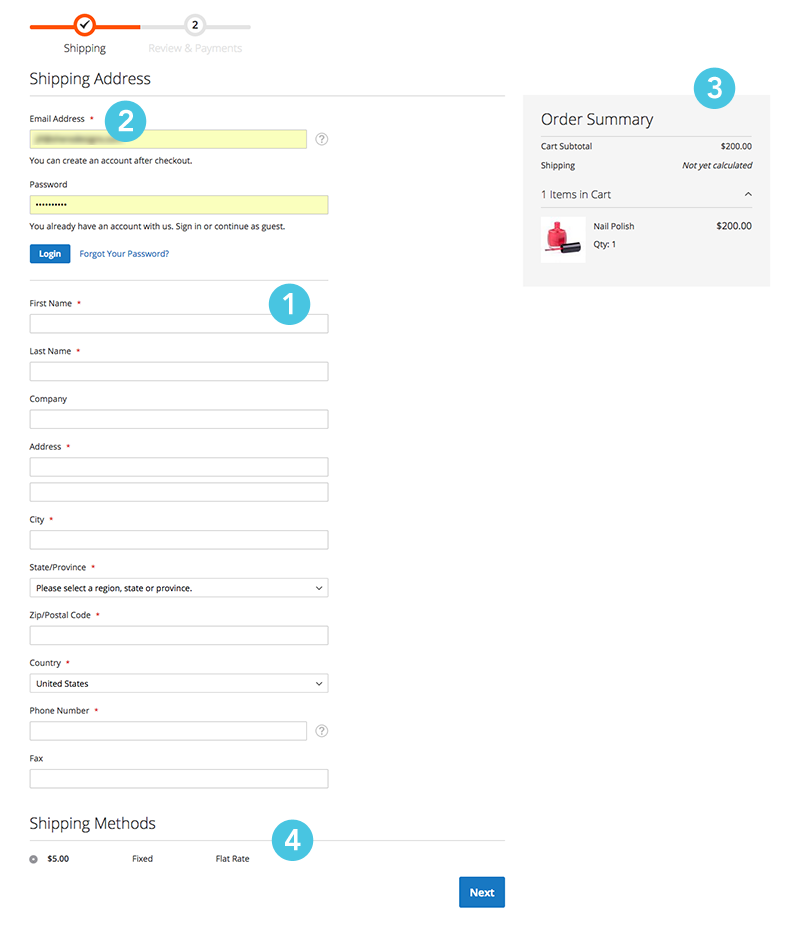 2
Shipping
Review & Payments
Shipping Address
3
Order Summary
Cart Subtotal $200.00
Shipping Not yet calculated
1 Items in Cart
Nail Polish $200.00
Qty: 1
Email Address *
2
?
You can create an account after checkout.
Password
••••••••••
You already have an account with us. Sign in or continue as guest.
Login Forgot Your Password?
1
First Name *
Last Name *
Company
Address *
City *
State/Province *
Please select a region, state or province.
Zip/Postal Code *
Country *
United States
Phone Number *
?
Fax
Shipping Methods
4
$5.00 Fixed Flat Rate
Next